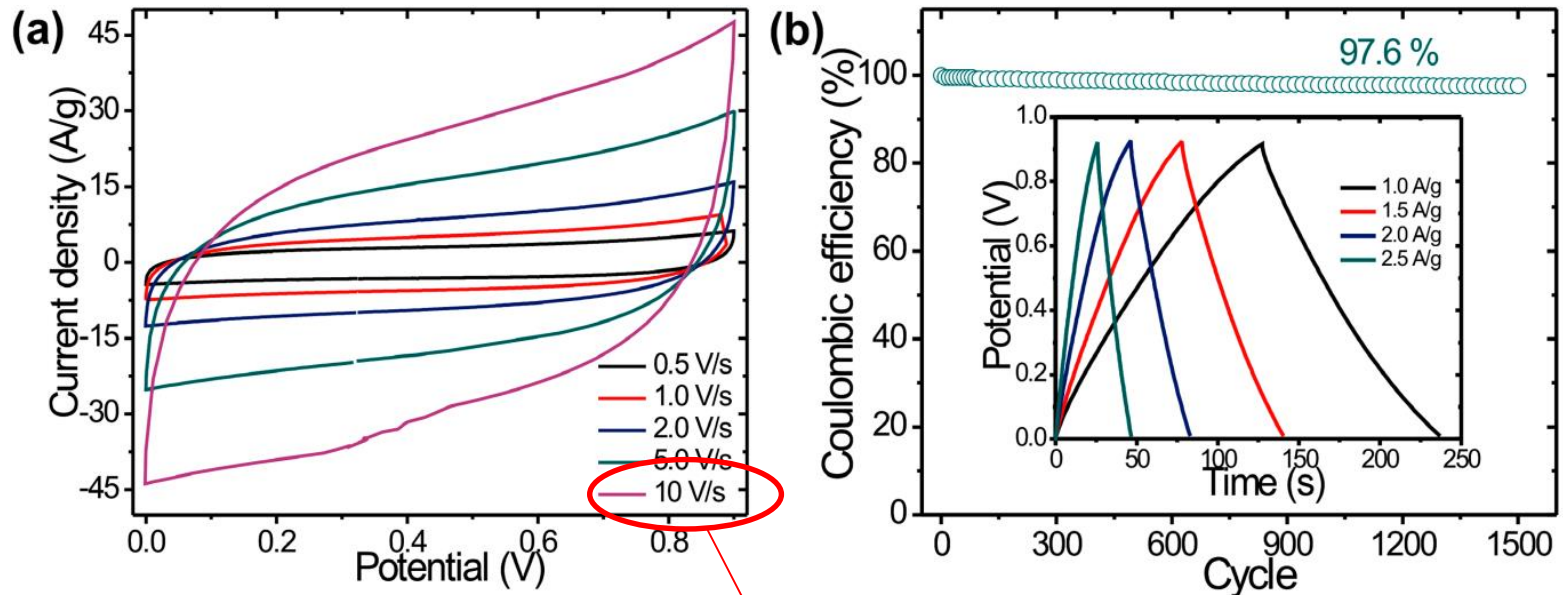 (a)
Current density (A/g)
45
30
15
0
-15
-30
-45
0.5 V/s
1.0 V/s
2.0 V/s
5.0 V/s
10 V/s
0.0 0.2 0.4 0.6 0.8
Potential (V)
(b)
Coulombic efficiency (%)
100
80
60
40
20
0
97.6 %
Potential (V)
1.0
0.8
0.6
0.4
0.2
0.0
1.0 A/g
1.5 A/g
2.0 A/g
2.5 A/g
0 50 100 150 200 250
Time (s)
0 300 600 900 1200 1500
Cycle